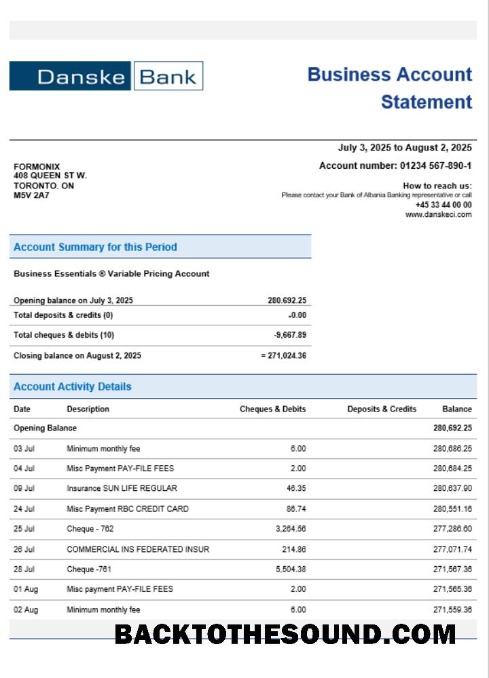 Danske Bank
Business Account
Statement
July 3, 2025 to August 2, 2025
Account number: 01234 567-890-1
FORMONIX
408 QUEEN ST W.
TORONTO. ON
M5V 2A7
How to reach us:
Please contact your Bank of Albania Banking representative or call
+45 33 44 00 00
www.danskeci.com
Account Summary for this Period
Business Essentials ® Variable Pricing Account
Opening balance on July 3, 2025 280.692.25
Total deposits & credits (0) -0.00
Total cheques & debits (10) -9,667.89
Closing balance on August 2, 2025 = 271,024.36
Account Activity Details
Date Description Cheques & Debits Deposits & Credits Balance
Opening Balance 280,692.25
03 Jul Minimum monthly fee 6.00 280,686.25
04 Jul Misc Payment PAY-FILE FEES 2.00 280,684.25
09 Jul Insurance SUN LIFE REGULAR 46.35 280,637.90
24 Jul Misc Payment RBC CREDIT CARD 86.74 280,551.16
25 Jul Cheque - 762 3,264.56 277,286.60
26 Jul COMMERCIAL INS FEDERATED INSUR 214.86 277,071.74
28 Jul Cheque -761 5,504.38 271,567.36
01 Aug Misc payment PAY-FILE FEES 2.00 271,565.36
02 Aug Minimum monthly fee 6.00 271,559.36
BACKTOTHESOUND.COM